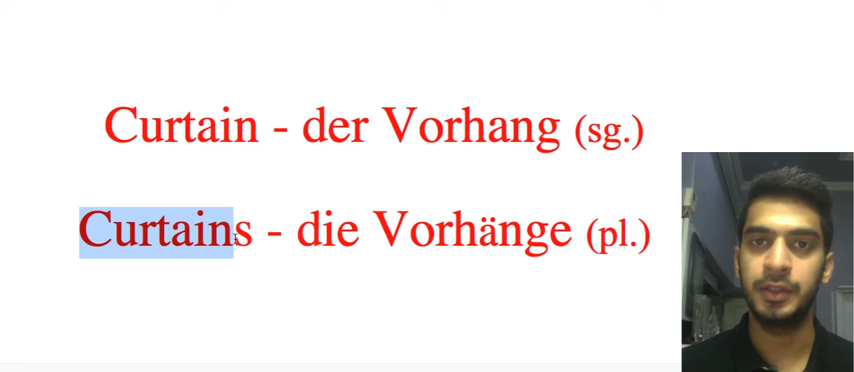 Curtain - der Vorhang (sg.)
Curtains - die Vorhänge (pl.)